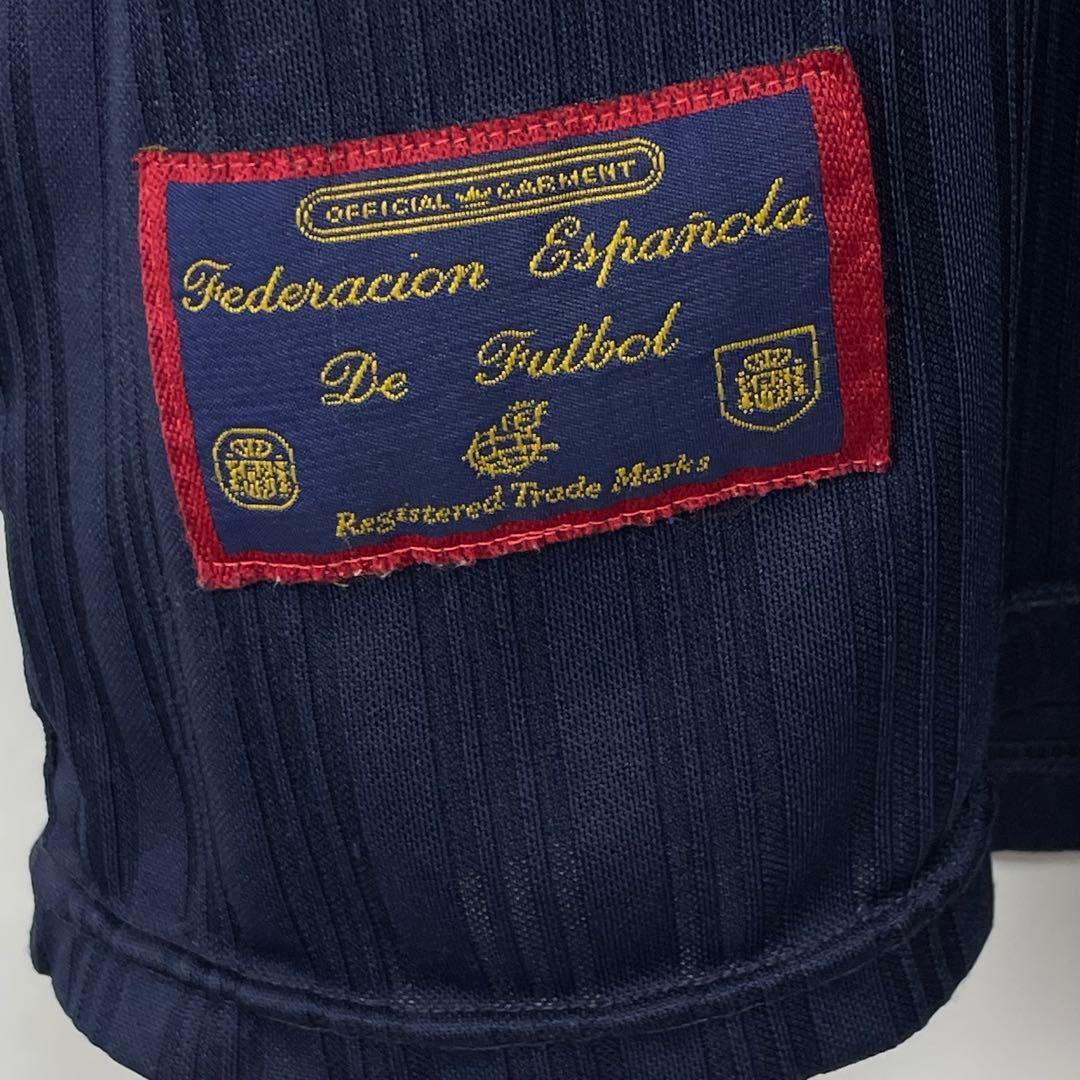 OFFICIAL GARMENT
Federacion Española
De Futbol
Registered Trade Marks